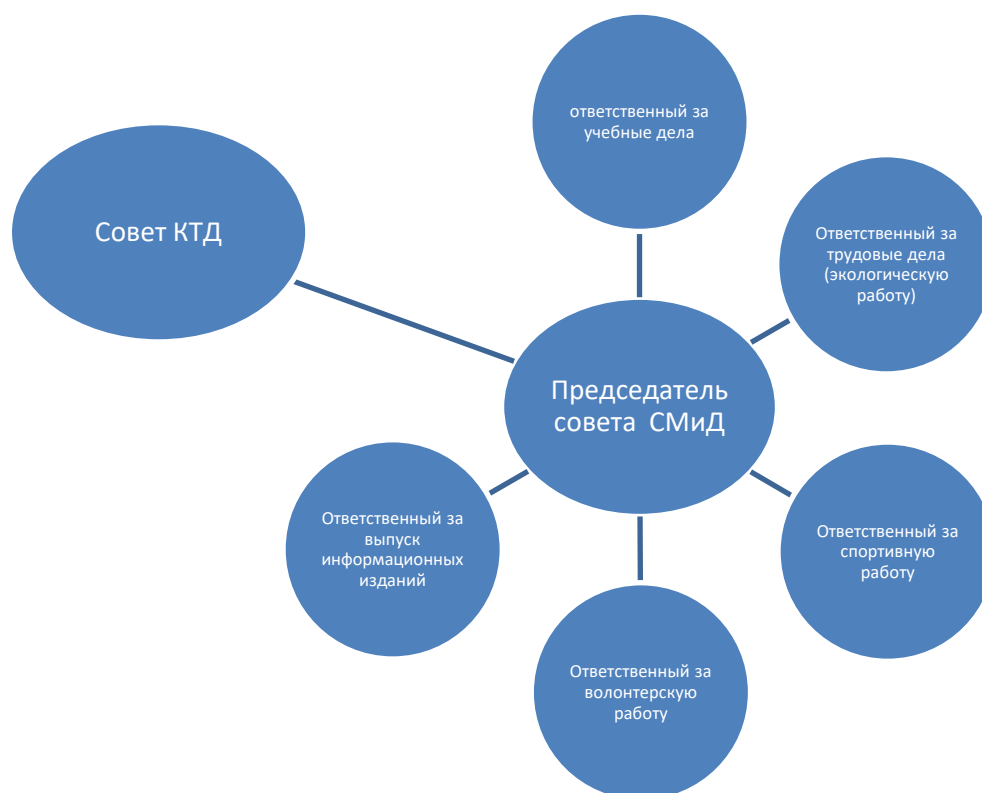 ответственный за
учебные дела
Совет КТД
Ответственный за
трудовые дела
(экологическую
работу)
Председатель
совета  СМиД
Ответственный за
выпуск
информационных
изданий
Ответственный за
спортивную
работу
Ответственный за
волонтерскую
работу